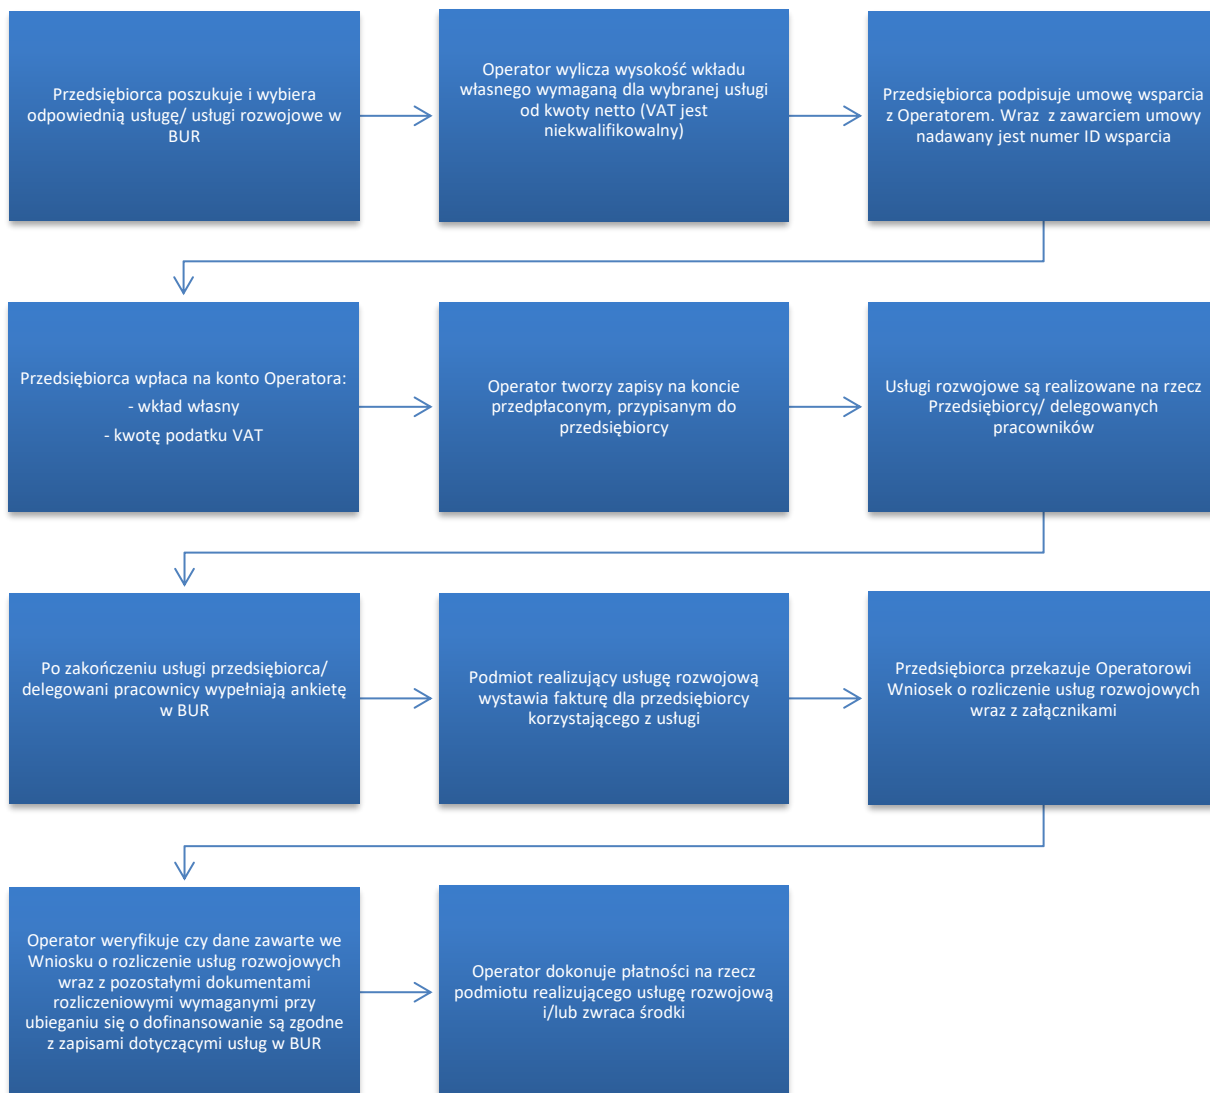 Przedsiębiorca poszukuje i wybiera
odpowiednią usługę/ usługi rozwojowe w
BUR
Operator wylicza wysokość wkładu
własnego wymaganą dla wybranej usługi
od kwoty netto (VAT jest
niekwalifikowalny)
Przedsiębiorca podpisuje umowę wsparcia
z Operatorem. Wraz z zawarciem umowy
nadawany jest numer ID wsparcia
Przedsiębiorca wpłaca na konto Operatora:
- wkład własny
- kwotę podatku VAT
Operator tworzy zapisy na koncie
przedpłaconym, przypisanym do
przedsiębiorcy
Usługi rozwojowe są realizowane na rzecz
Przedsiębiorcy/ delegowanych
pracowników
Po zakończeniu usługi przedsiębiorca/
delegowani pracownicy wypełniają ankietę
w BUR
Podmiot realizujący usługę rozwojową
wystawia fakturę dla przedsiębiorcy
korzystającego z usługi
Przedsiębiorca przekazuje Operatorowi
Wniosek o rozliczenie usług rozwojowych
wraz z załącznikami
Operator weryfikuje czy dane zawarte we
Wniosku o rozliczenie usług rozwojowych
wraz z pozostałymi dokumentami
rozliczeniowymi wymaganymi przy
ubieganiu się o dofinansowanie są zgodne
z zapisami dotyczącymi usług w BUR
Operator dokonuje płatności na rzecz
podmiotu realizującego usługę rozwojową
i/lub zwraca środki